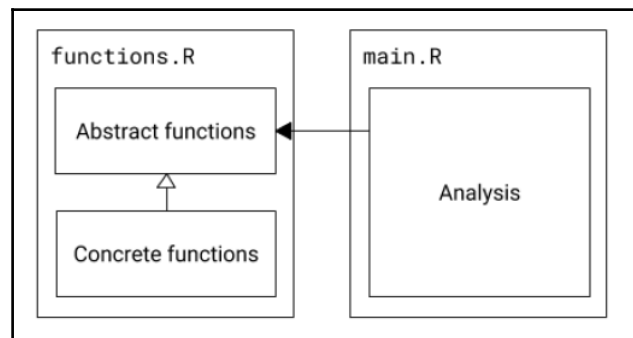 functions.R
Abstract functions
Concrete functions
main.R
Analysis